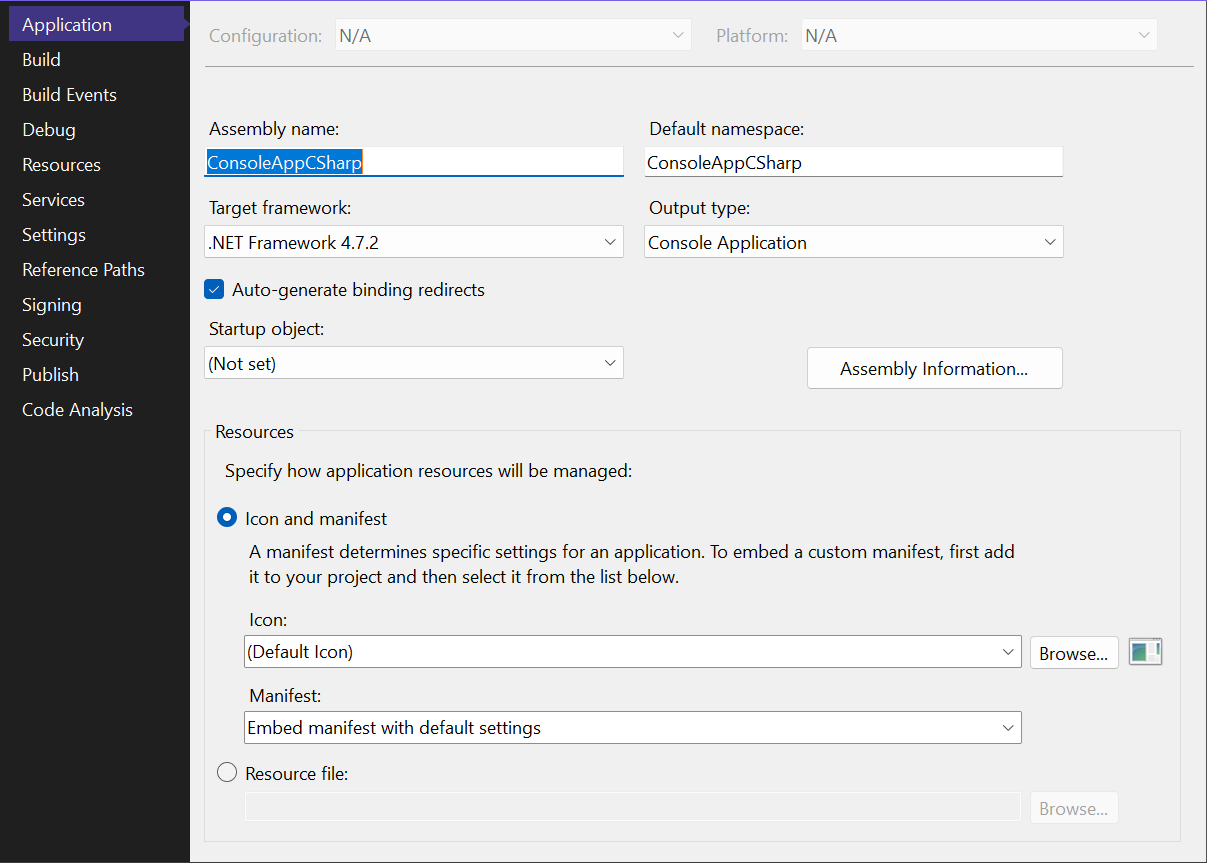 Application
Build
Build Events
Debug
Resources
Services
Settings
Reference Paths
Signing
Security
Publish
Code Analysis
Configuration: N/A Platform: N/A
Assembly name: Default namespace:
ConsoleAppCSharp ConsoleAppCSharp
Target framework: Output type:
.NET Framework 4.7.2 Console Application
Auto-generate binding redirects
Startup object:
(Not set) Assembly Information...
Resources
Specify how application resources will be managed:
Icon and manifest
A manifest determines specific settings for an application. To embed a custom manifest, first add
it to your project and then select it from the list below.
Icon:
(Default Icon) Browse...
Manifest:
Embed manifest with default settings
Resource file:
Browse...